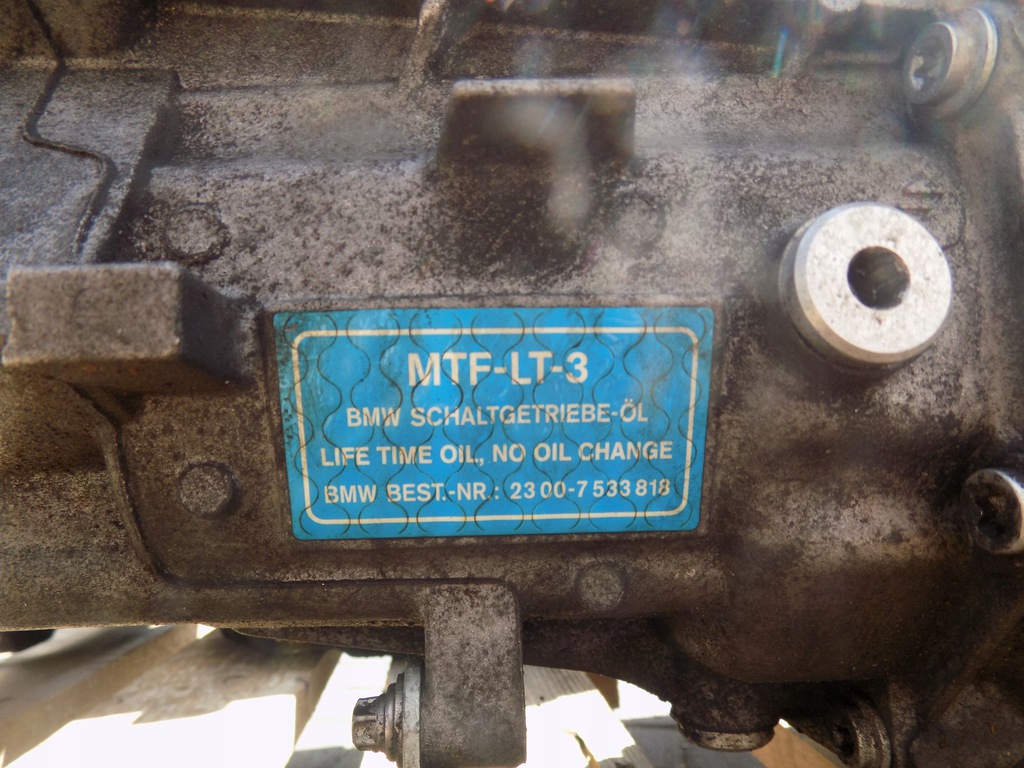 MTF-LT-3
BMW SCHALTGETRIEBE-ÖL
LIFE TIME OIL, NO OIL CHANGE
BMW BEST.-NR.: 23 00-7 533 818